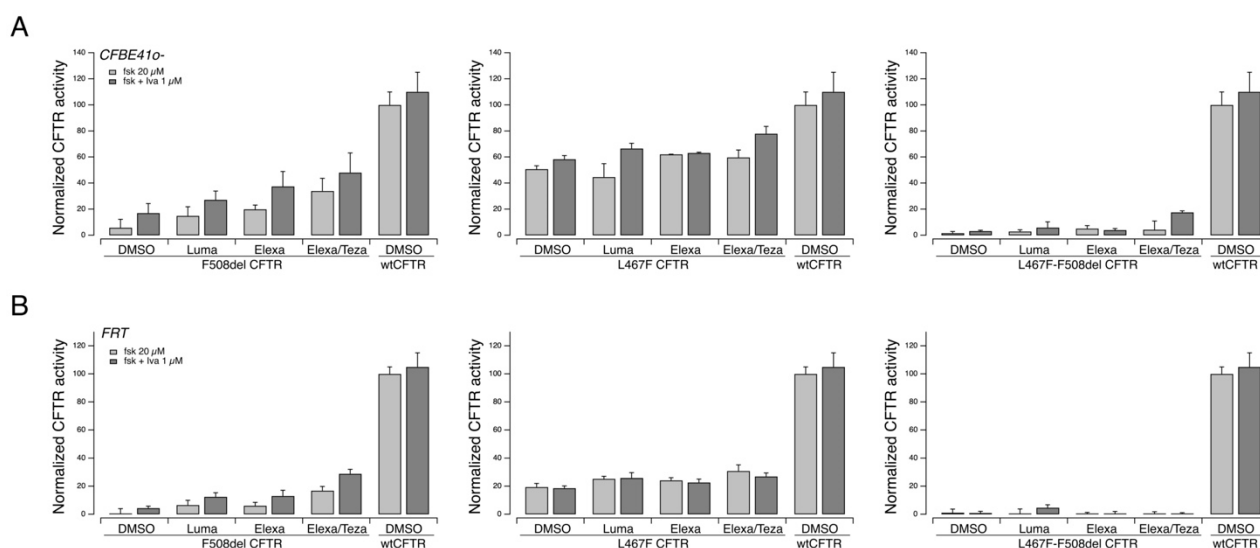 A
CFBE41o-
fsk 20 µM
fsk + Iva 1 µM
Normalized CFTR activity
140
120
100
80
60
40
20
0
DMSO Luma Elexa Elexa/Teza DMSO
F508del CFTR wtCFTR
Normalized CFTR activity
140
120
100
80
60
40
20
0
DMSO Luma Elexa Elexa/Teza DMSO
L467F CFTR wtCFTR
Normalized CFTR activity
140
120
100
80
60
40
20
0
DMSO Luma Elexa Elexa/Teza DMSO
L467F-F508del CFTR wtCFTR
B
FRT
fsk 20 µM
fsk + Iva 1 µM
Normalized CFTR activity
120
100
80
60
40
20
0
DMSO Luma Elexa Elexa/Teza DMSO
F508del CFTR wtCFTR
Normalized CFTR activity
120
100
80
60
40
20
0
DMSO Luma Elexa Elexa/Teza DMSO
L467F CFTR wtCFTR
Normalized CFTR activity
120
100
80
60
40
20
0
DMSO Luma Elexa Elexa/Teza DMSO
L467F-F508del CFTR wtCFTR